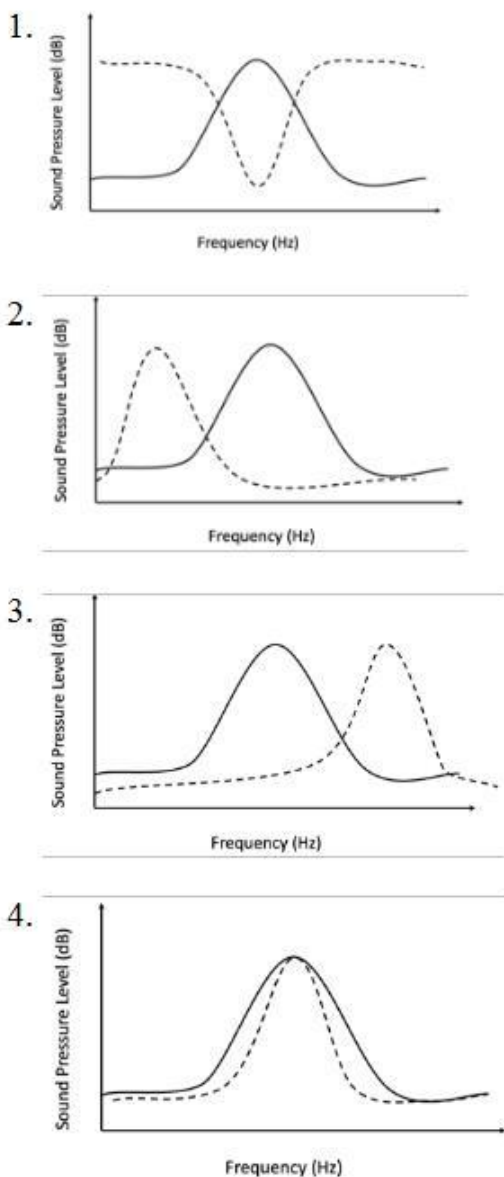 1.
Sound Pressure Level (dB)
Frequency (Hz)
2.
Sound Pressure Level (dB)
Frequency (Hz)
3.
Sound Pressure Level (dB)
Frequency (Hz)
4.
Sound Pressure Level (dB)
Frequency (Hz)